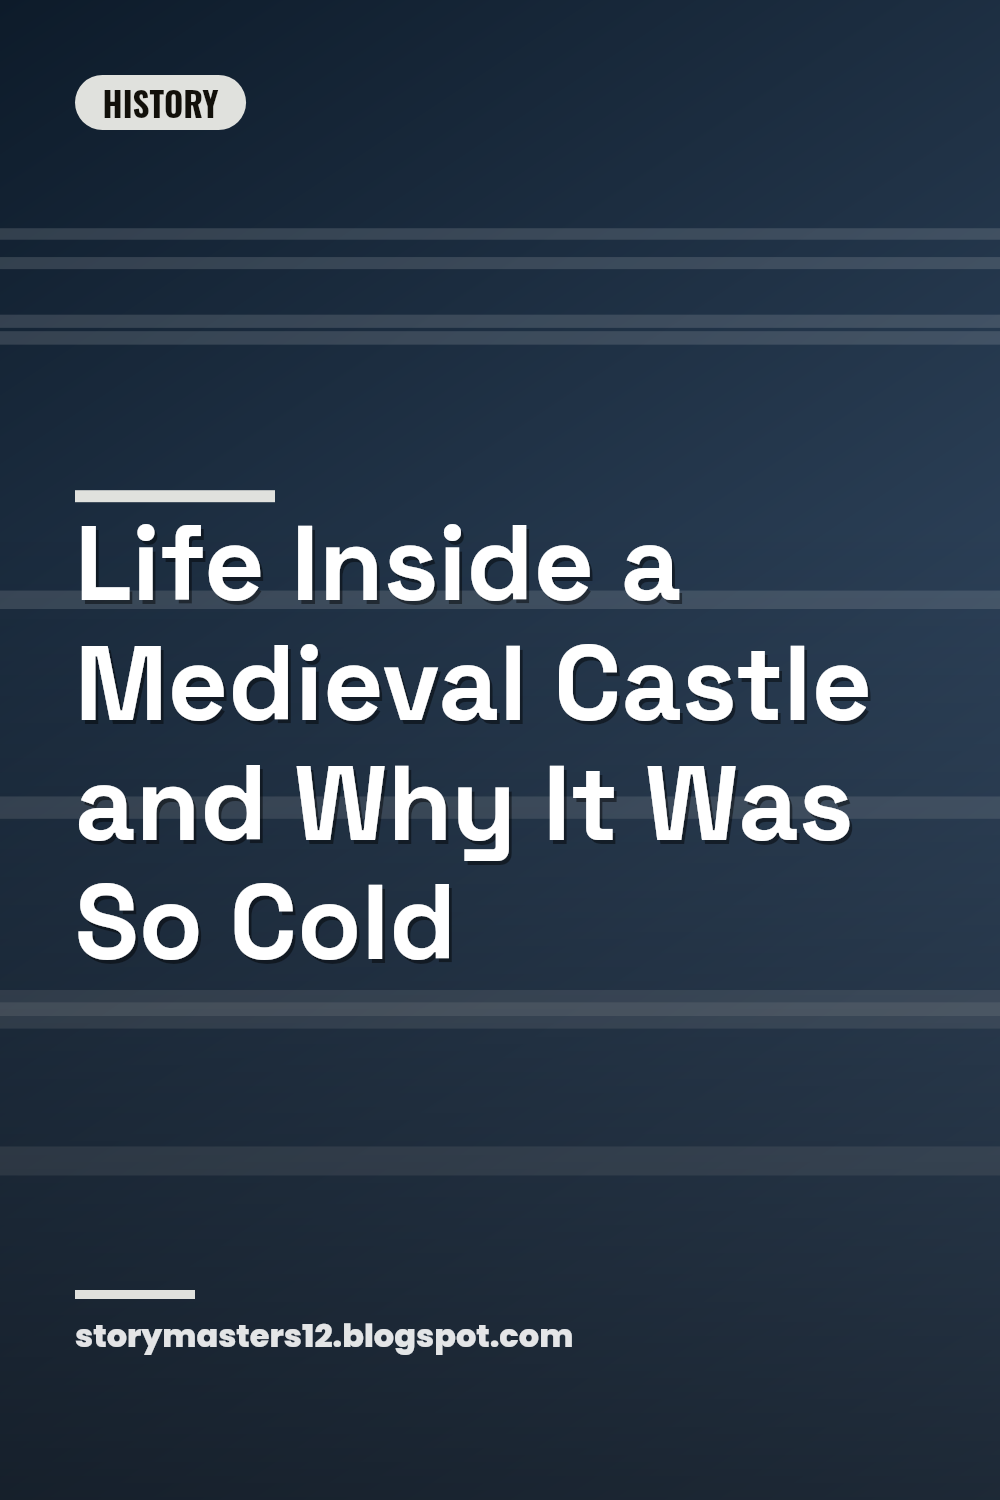 HISTORY
Life Inside a
Medieval Castle
and Why It Was
So Cold
storymasters12.blogspot.com